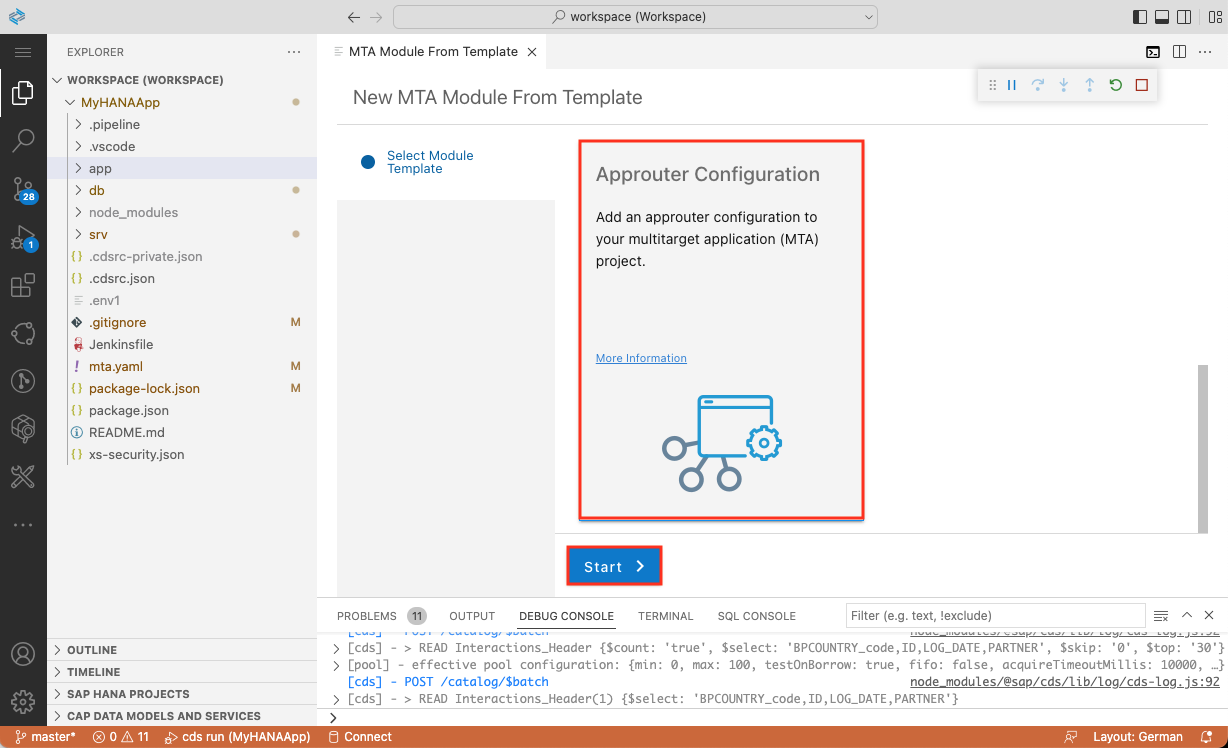 workspace (Workspace)
EXPLORER
WORKSPACE (WORKSPACE)
MyHANAApp
.pipeline
.vscode
app
db
node_modules
srv
{} .cdsrc-private.json
{} .cdsrc.json
.env1
.gitignore M
Jenkinsfile
! mta.yaml M
{} package-lock.json M
{} package.json
README.md
{} xs-security.json
OUTLINE
TIMELINE
SAP HANA PROJECTS
CAP DATA MODELS AND SERVICES
28
1
MTA Module From Template
New MTA Module From Template
Select Module
Template
Approuter Configuration
Add an approuter configuration to
your multitarget application (MTA)
project.
More Information
Start
PROBLEMS 11 OUTPUT DEBUG CONSOLE TERMINAL SQL CONSOLE Filter (e.g. text, !exclude)
[cds] - POST /catalog/$batch node_modules/@sap/cds/lib/log/cds-log.js:92
[cds] - > READ Interactions_Header {$count: 'true', $select: 'BPCOUNTRY_code,ID,LOG_DATE,PARTNER', $skip: '0', $top: '30'}
[pool] - effective pool configuration: {min: 0, max: 100, testOnBorrow: true, fifo: false, acquireTimeoutMillis: 10000, …}
[cds] - POST /catalog/$batch node_modules/@sap/cds/lib/log/cds-log.js:92
[cds] - > READ Interactions_Header(1) {$select: 'BPCOUNTRY_code,ID,LOG_DATE,PARTNER'}
master* 0 11 cds run (MyHANAApp) Connect Layout: German